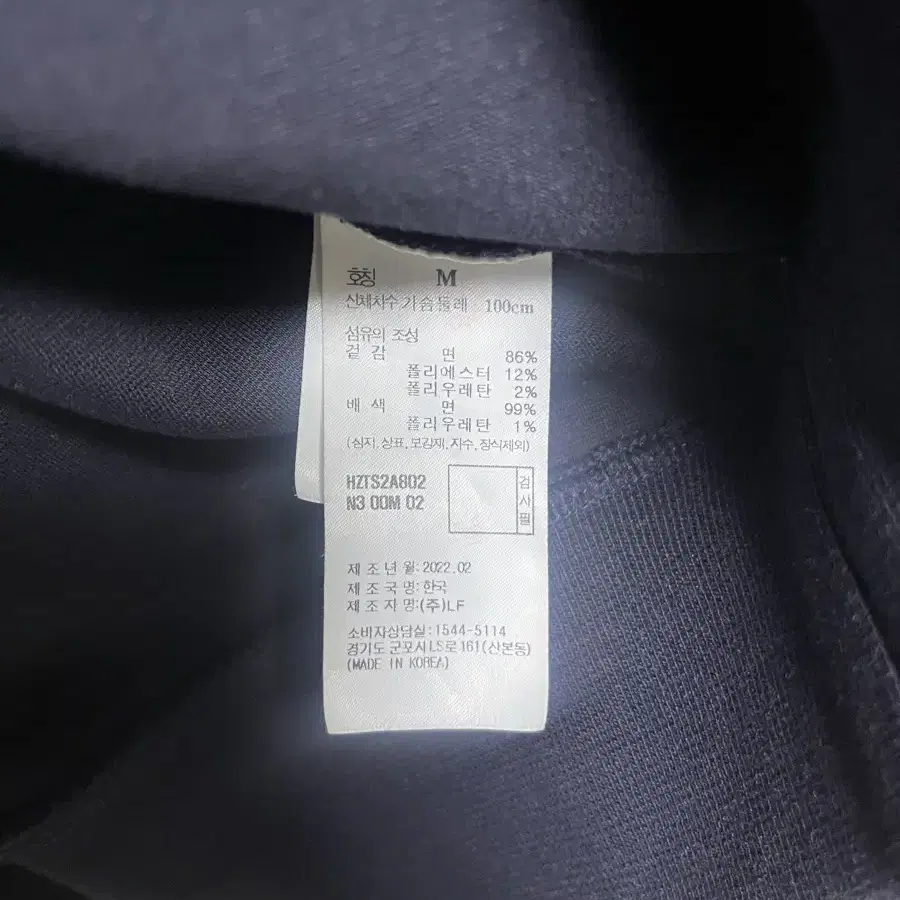 호칭 M
신체치수 가슴둘레 100cm
섬유의 조성
겉 감 면 86%
폴리에스터 12%
폴리우레탄 2%
배 색 면 99%
폴리우레탄 1%
(심지, 상표, 보강재, 자수, 장식제외)
HZTS2A802
N3 00M 02
검사필
제 조 년 월: 2022.02
제 조 국 명: 한국
제 조 자 명: (주)LF
소비자상담실: 1544-5114
경기도 군포시 LS로 161(산본동)
(MADE IN KOREA)